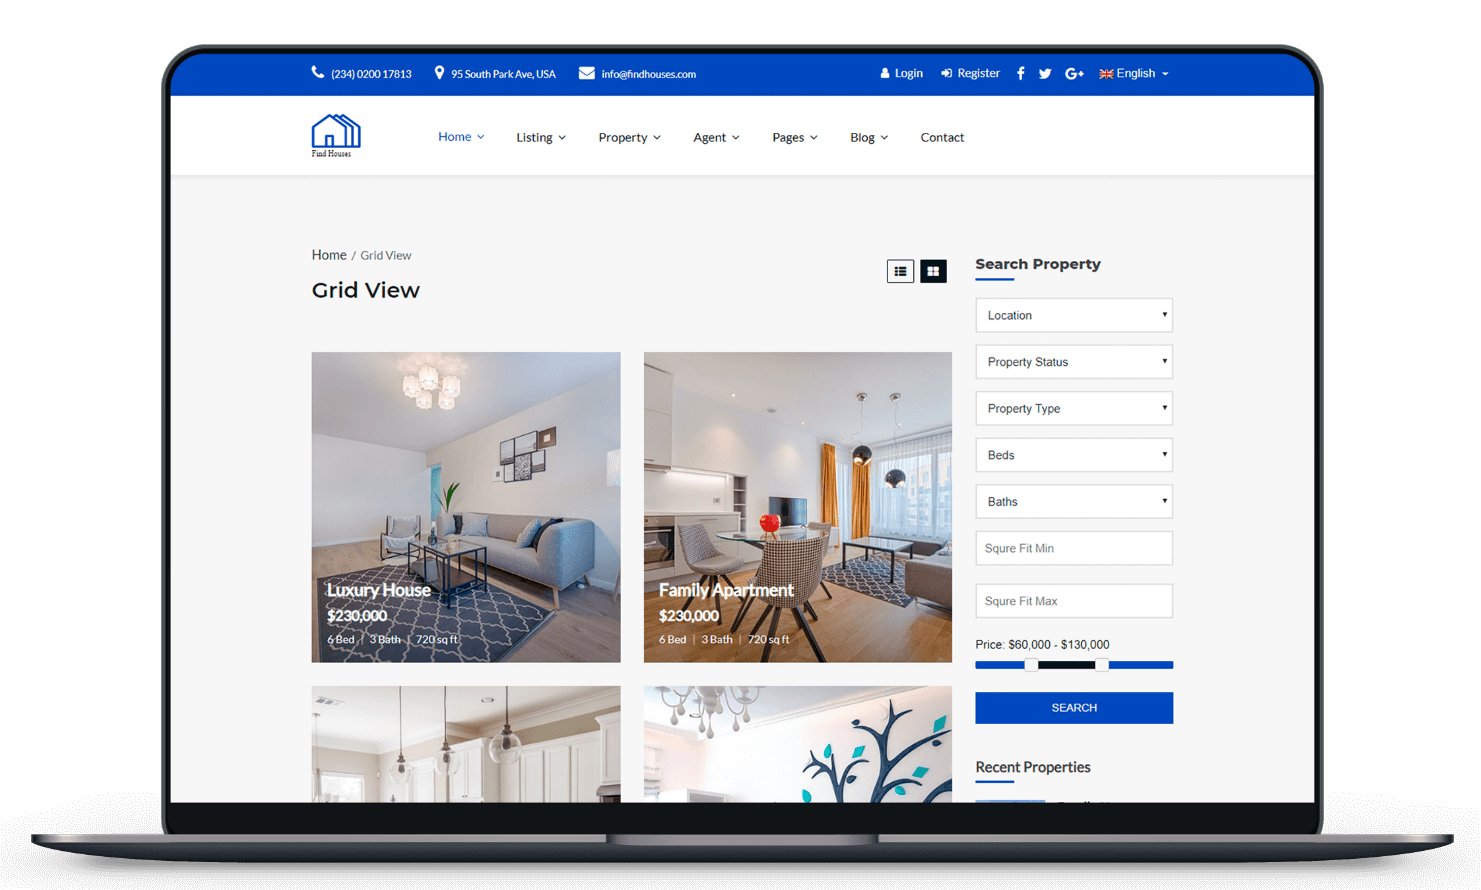 (234) 0200 17813 95 South Park Ave, USA info@findhouses.com Login Register English
Find Houses
Home Listing Property Agent Pages Blog Contact
Home / Grid View
Grid View
Luxury House
$230,000
6 Bed | 3 Bath | 720 sq ft
Family Apartment
$230,000
6 Bed | 3 Bath | 720 sq ft
Search Property
Location
Property Status
Property Type
Beds
Baths
Squre Fit Min
Squre Fit Max
Price: $60,000 - $130,000
SEARCH
Recent Properties